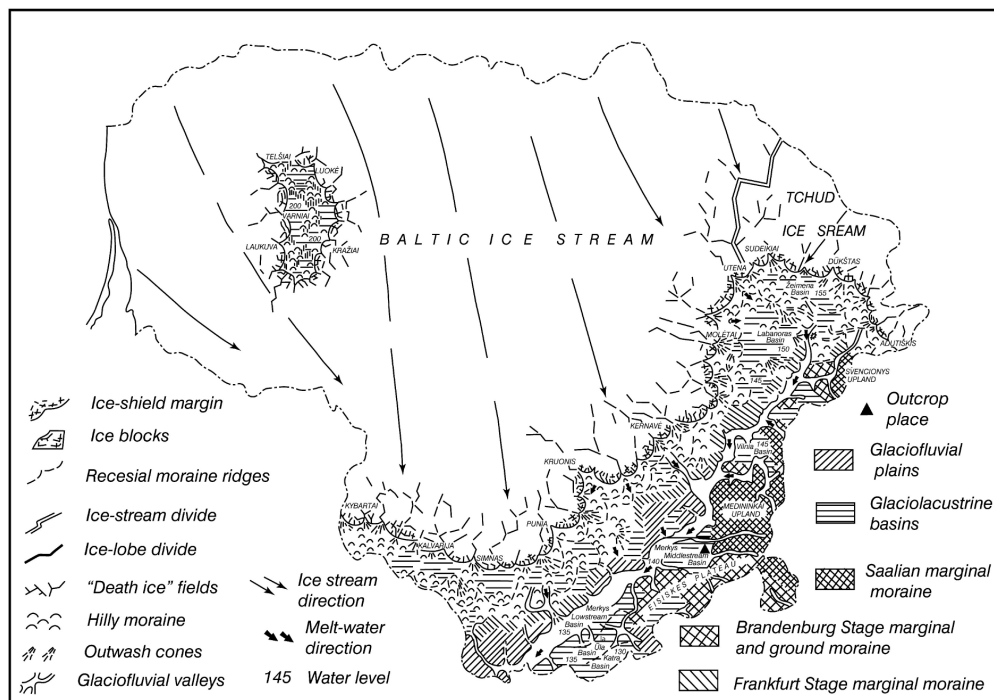 TELŠIAI
LUOKĖ
200
VARNIAI
200
LAUKUVA
KRAŽIAI
BALTIC ICE STREAM
TCHUD
ICE SREAM
SUDEIKIAI
DŪKŠTAS
UTENA
Žeimena
Basin
155
MOLĖTAI
Labanoras
Basin
150
ADUTIŠKIS
SVENCIONYS
UPLAND
145
KERNAVĖ
Vilnia
145
Basin
KRUONIS
MEDININKAI
UPLAND
KYBARTAI
KALVARIJA
SIMNAS
PUNIA
Merkys
Middlestream
Basin
140
EISISKES PLATEAU
Merkys
Lowstream
Basin
135
Ūla
Basin
135
130
Katra
Basin
Ice-shield margin
Ice blocks
Recesial moraine ridges
Ice-stream divide
Ice-lobe divide
“Death ice” fields
Hilly moraine
Outwash cones
Glaciofluvial valleys
Ice stream
direction
Melt-water
direction
145 Water level
Outcrop
place
Glaciofluvial
plains
Glaciolacustrine
basins
Saalian marginal
moraine
Brandenburg Stage marginal
and ground moraine
Frankfurt Stage marginal moraine